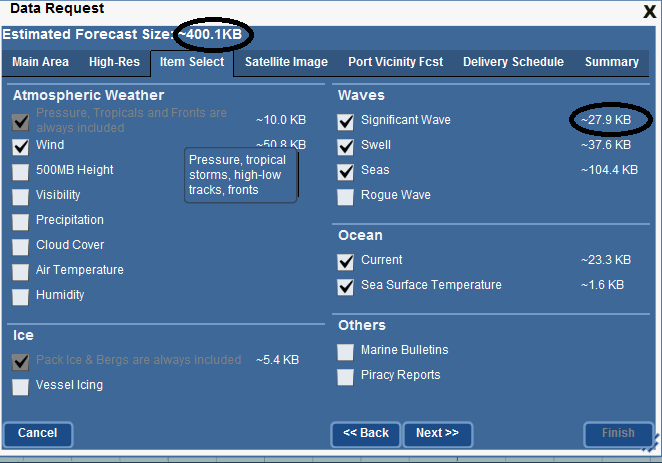 Data Request X
Estimated Forecast Size: ~400.1KB
Main Area High-Res Item Select Satellite Image Port Vicinity Fcst Delivery Schedule Summary
Atmospheric Weather
Pressure, Tropicals and Fronts are
always included ~10.0 KB
Wind ~50.8 KB
500MB Height
Pressure, tropical
storms, high-low
tracks, fronts
Visibility
Precipitation
Cloud Cover
Air Temperature
Humidity
Ice
Pack Ice & Bergs are always included ~5.4 KB
Vessel Icing
Waves
Significant Wave ~27.9 KB
Swell ~37.6 KB
Seas ~104.4 KB
Rogue Wave
Ocean
Current ~23.3 KB
Sea Surface Temperature ~1.6 KB
Others
Marine Bulletins
Piracy Reports
Cancel << Back Next >> Finish